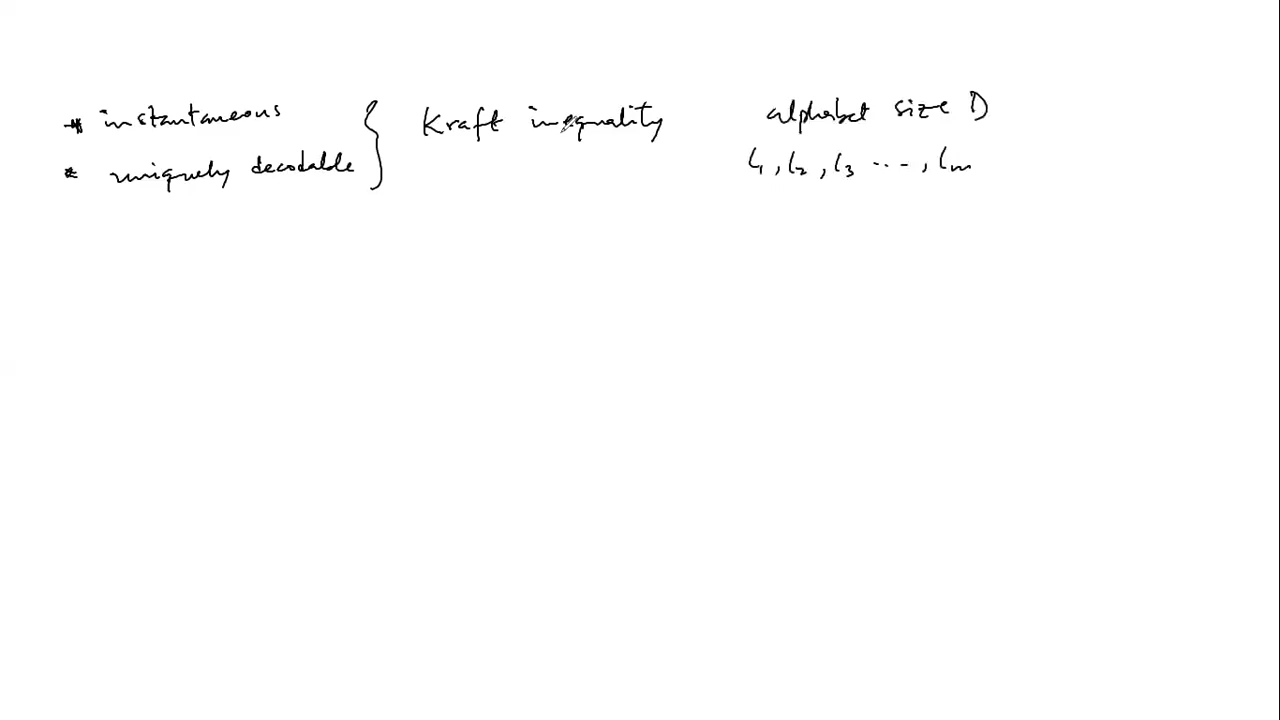 * instantaneous
* uniquely decodable
} Kraft inequality
alphabet size D
l₁, l₂, l₃ ..., lₘ